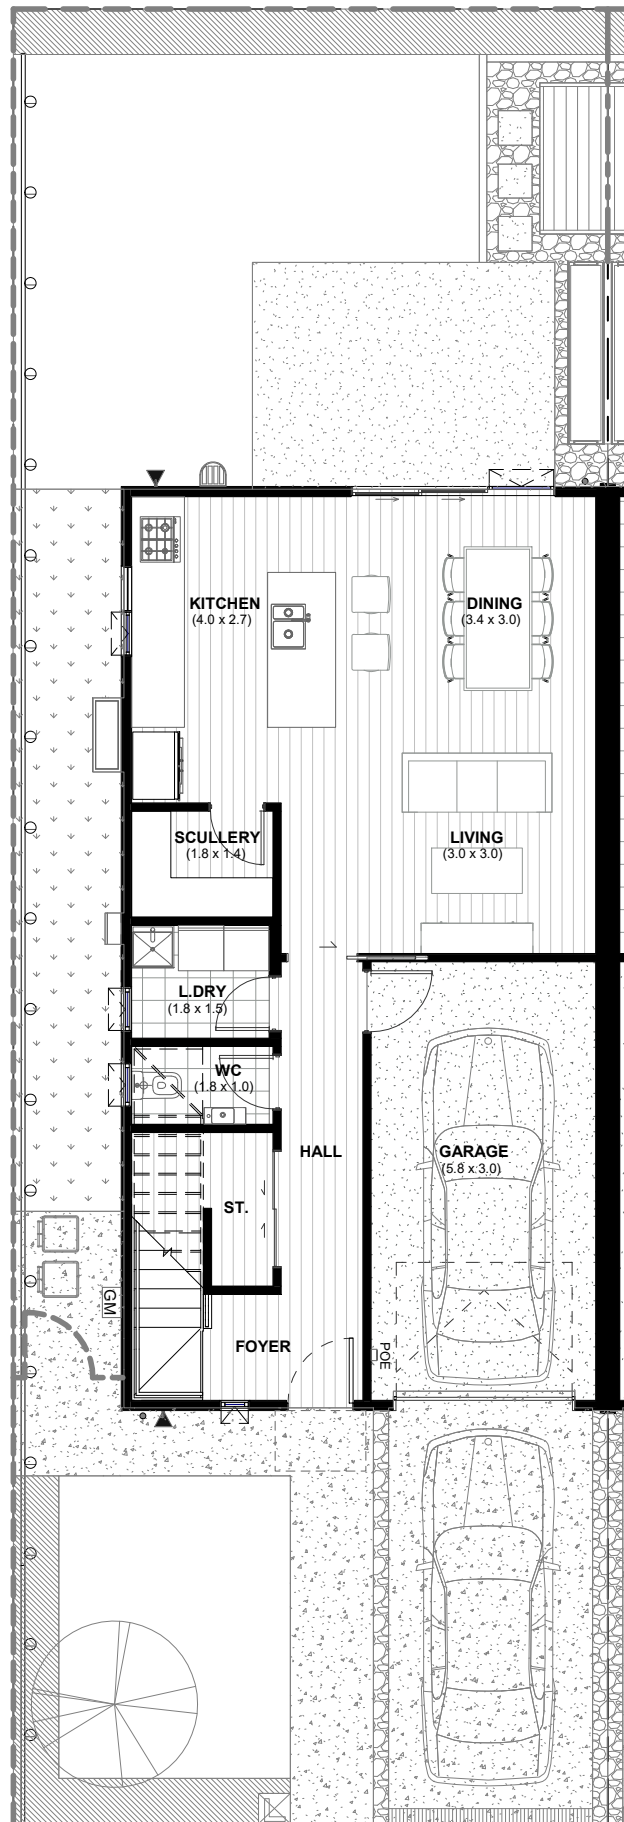 KITCHEN
(4.0 x 2.7)
DINING
(3.4 x 3.0)
SCULLERY
(1.8 x 1.4)
LIVING
(3.0 x 3.0)
L.DRY
(1.8 x 1.5)
WC
(1.8 x 1.0)
HALL
GARAGE
(5.8 x 3.0)
ST.
GM
FOYER
POE